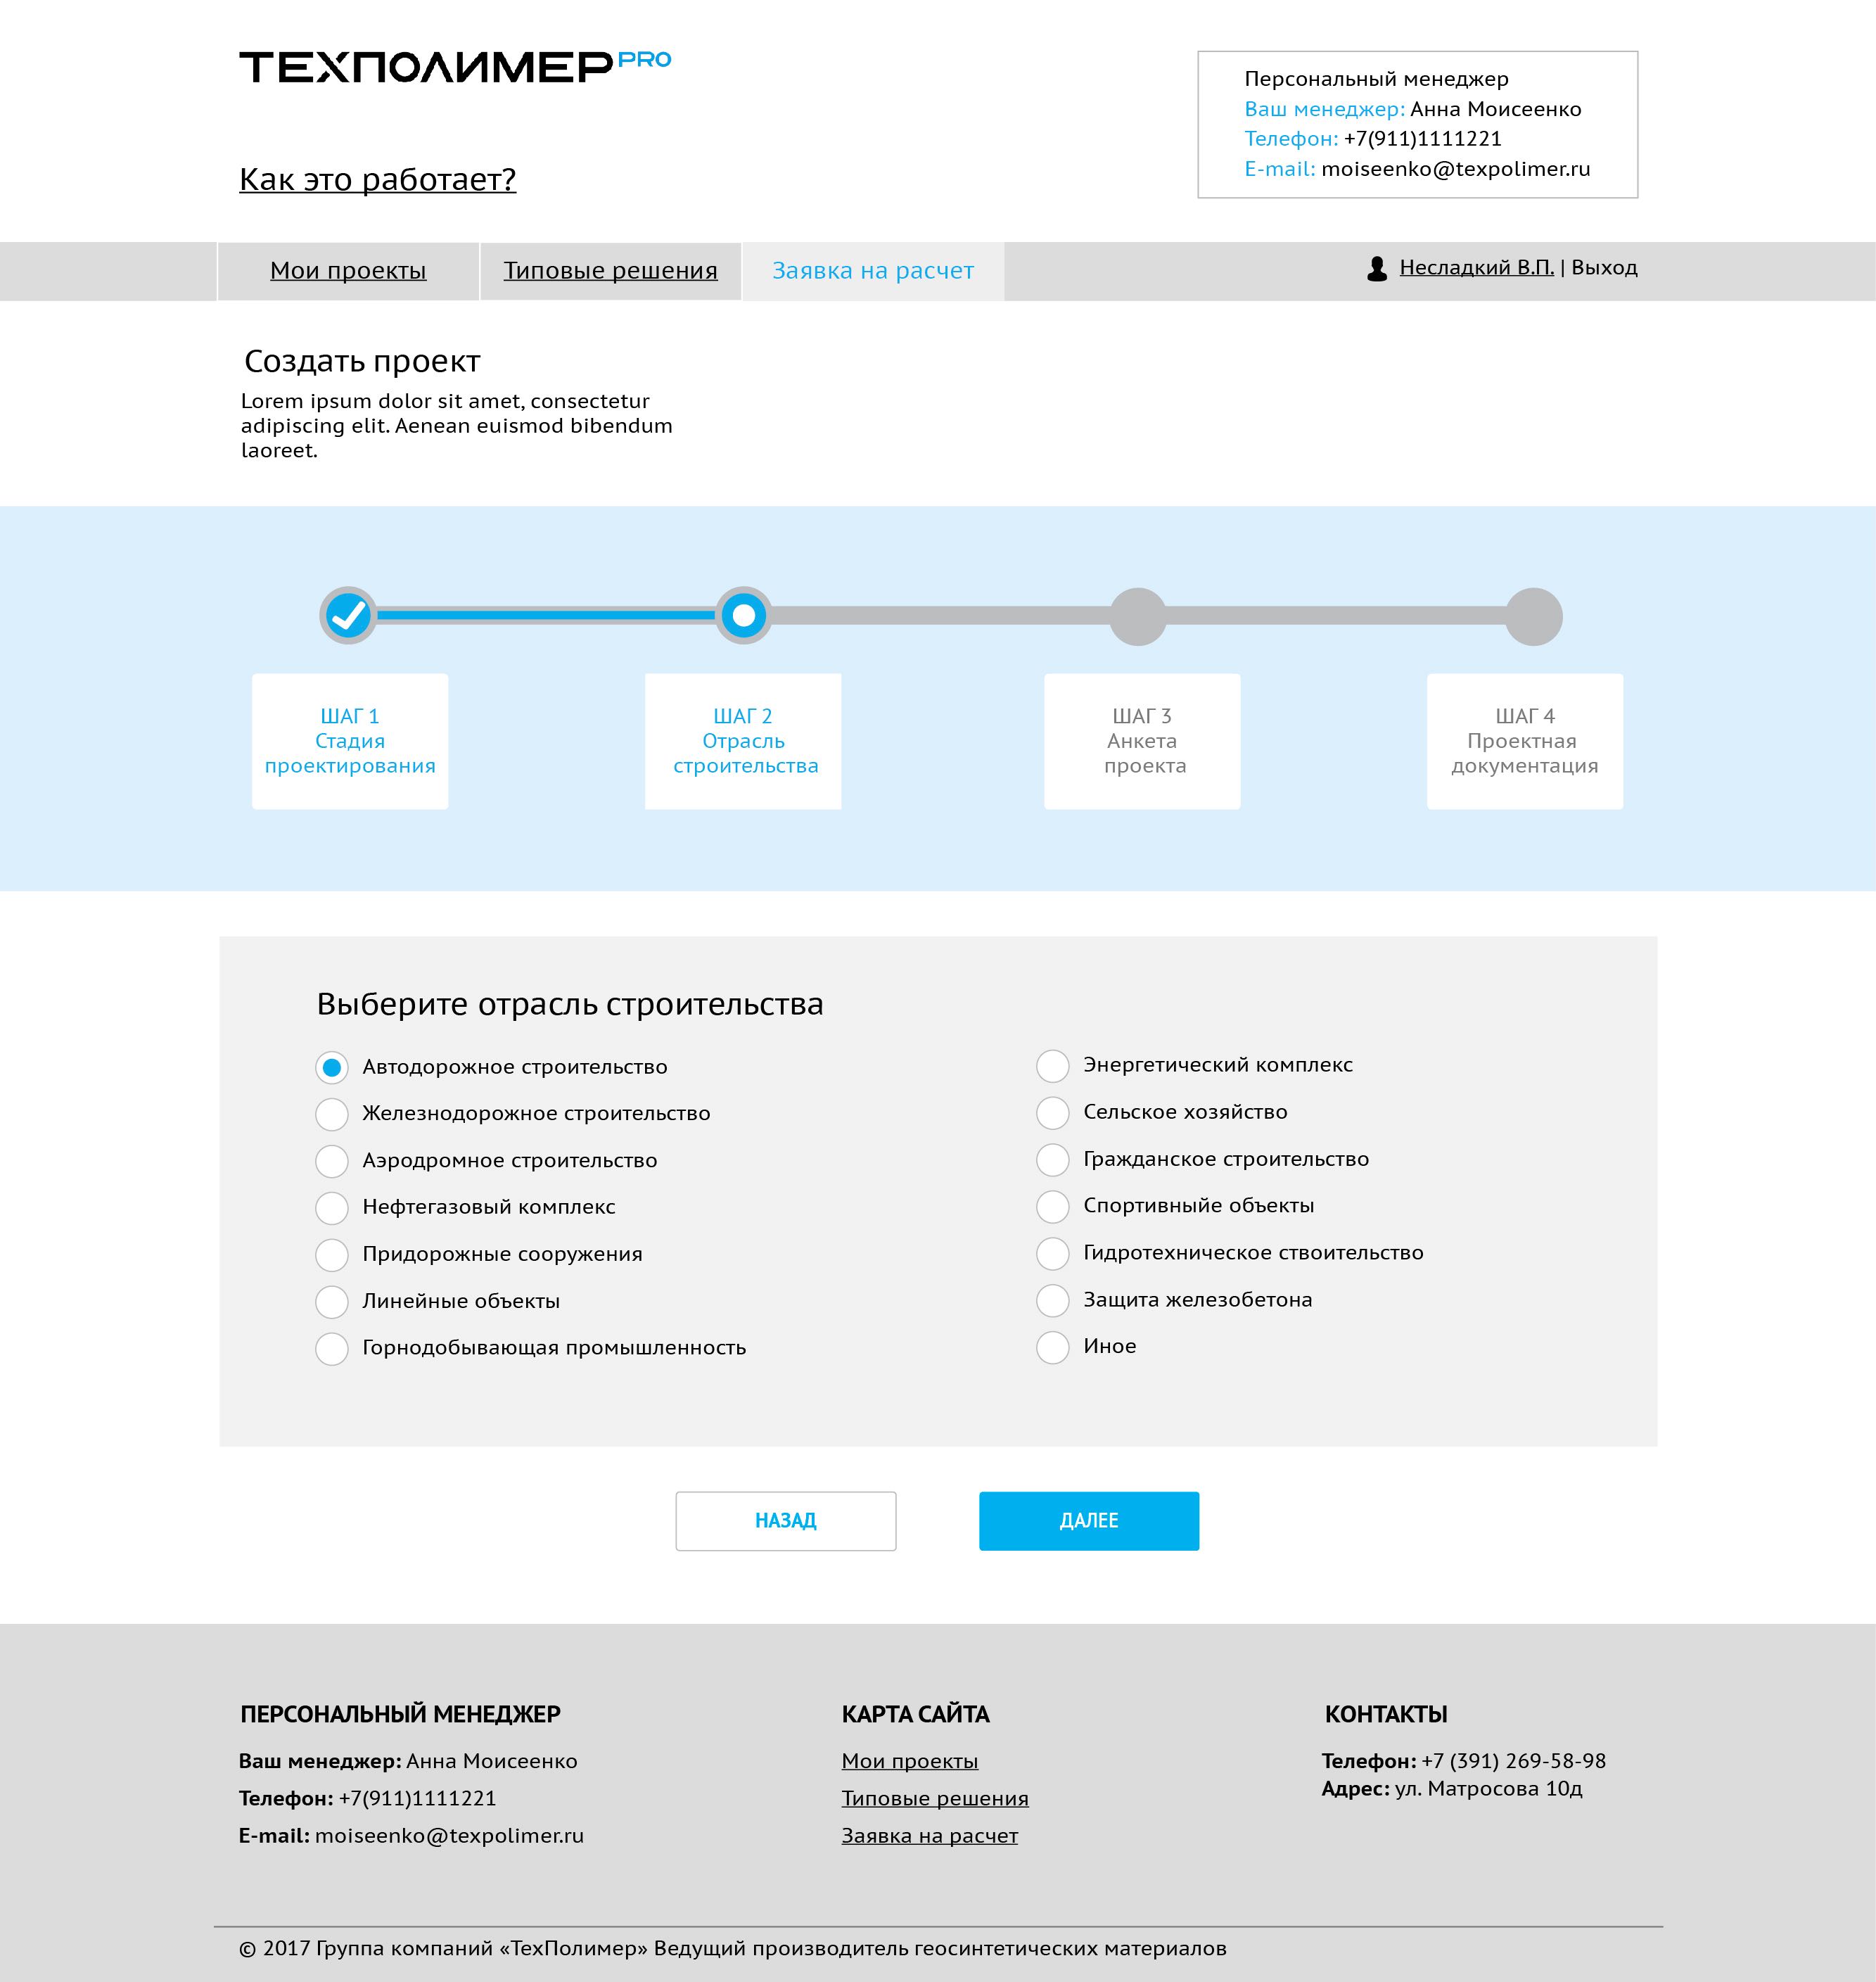 ТЕХПОЛИМЕР PRO
Персональный менеджер
Ваш менеджер: Анна Моисеенко
Телефон: +7(911)1111221
E-mail: moiseenko@texpolimer.ru
Как это работает?
Мои проекты
Типовые решения
Заявка на расчет
Несладкий В.П. | Выход
Создать проект
Lorem ipsum dolor sit amet, consectetur
adipiscing elit. Aenean euismod bibendum
laoreet.
ШАГ 1
Стадия
проектирования
ШАГ 2
Отрасль
строительства
ШАГ 3
Анкета
проекта
ШАГ 4
Проектная
документация
Выберите отрасль строительства
Автодорожное строительство
Железнодорожное строительство
Аэродромное строительство
Нефтегазовый комплекс
Придорожные сооружения
Линейные объекты
Горнодобывающая промышленность
Энергетический комплекс
Сельское хозяйство
Гражданское строительство
Спортивныйе объекты
Гидротехническое ствоительство
Защита железобетона
Иное
НАЗАД
ДАЛЕЕ
ПЕРСОНАЛЬНЫЙ МЕНЕДЖЕР
Ваш менеджер: Анна Моисеенко
Телефон: +7(911)1111221
E-mail: moiseenko@texpolimer.ru
КАРТА САЙТА
Мои проекты
Типовые решения
Заявка на расчет
КОНТАКТЫ
Телефон: +7 (391) 269-58-98
Адрес: ул. Матросова 10д
© 2017 Группа компаний «ТехПолимер» Ведущий производитель геосинтетических материалов